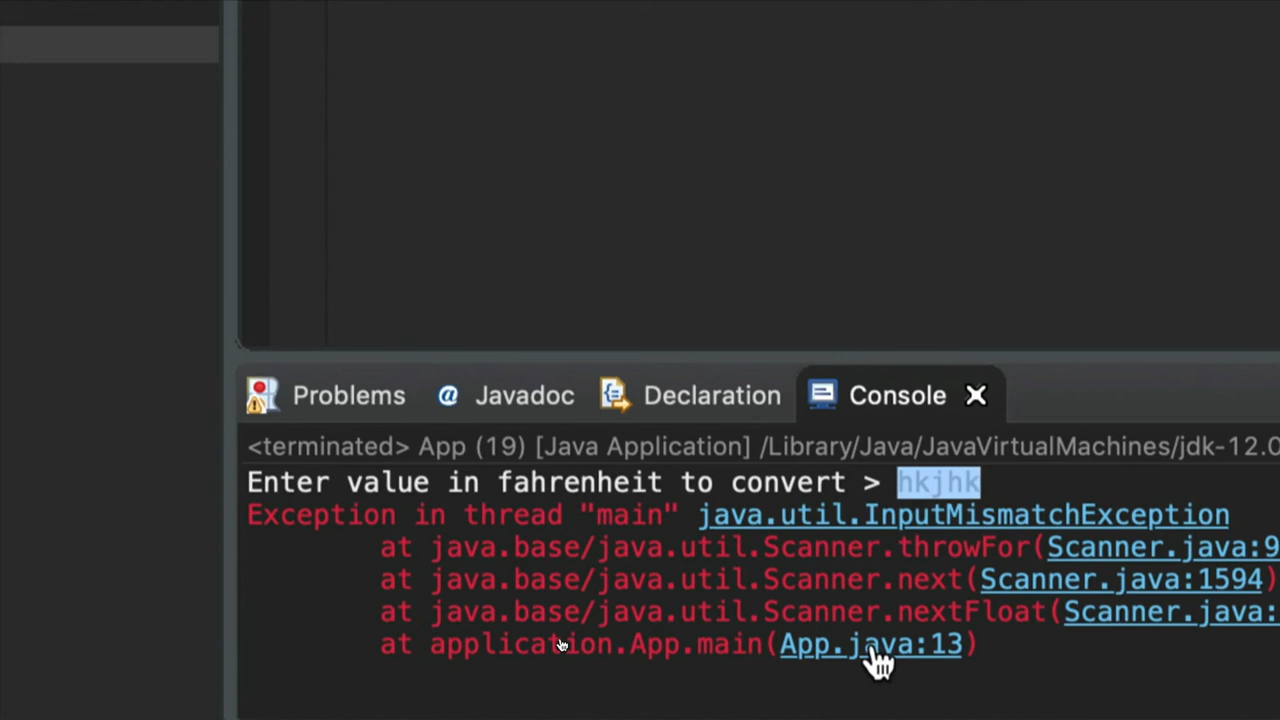 Problems @ Javadoc Declaration Console
<terminated> App (19) [Java Application] /Library/Java/JavaVirtualMachines/jdk-12.0
Enter value in fahrenheit to convert > hkjhk
Exception in thread "main" java.util.InputMismatchException
at java.base/java.util.Scanner.throwFor(Scanner.java:9
at java.base/java.util.Scanner.next(Scanner.java:1594)
at java.base/java.util.Scanner.nextFloat(Scanner.java:
at application.App.main(App.java:13)